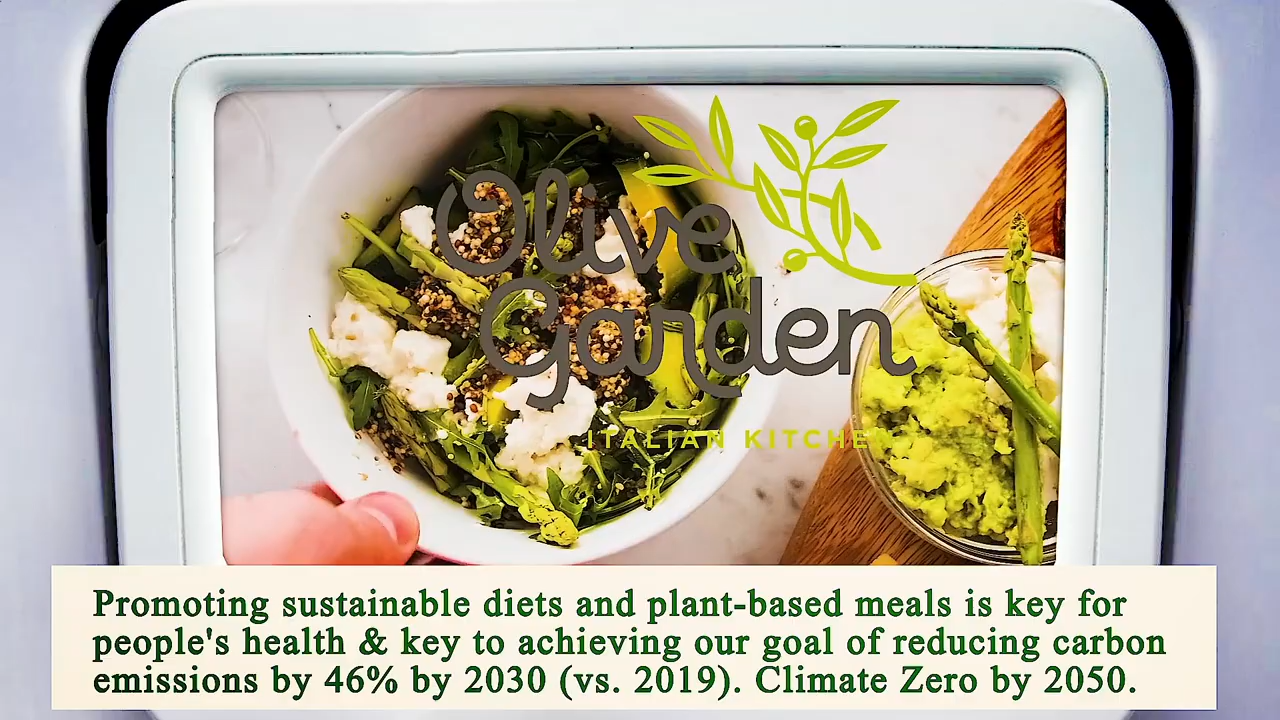 Olive
Garden
ITALIAN KITCHEN
Promoting sustainable diets and plant-based meals is key for
people's health & key to achieving our goal of reducing carbon
emissions by 46% by 2030 (vs. 2019). Climate Zero by 2050.